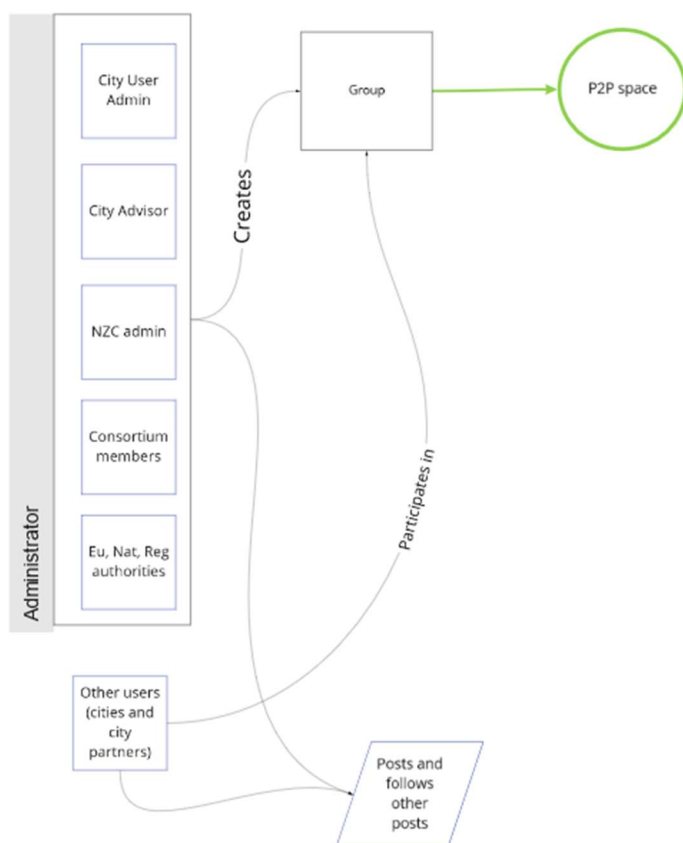 City User
Admin
City Advisor
NZC admin
Consortium
members
Eu, Nat, Reg
authorities
Administrator
Group
P2P space
Creates
Participates in
Other users
(cities and
city
partners)
Posts and
follows
other
posts